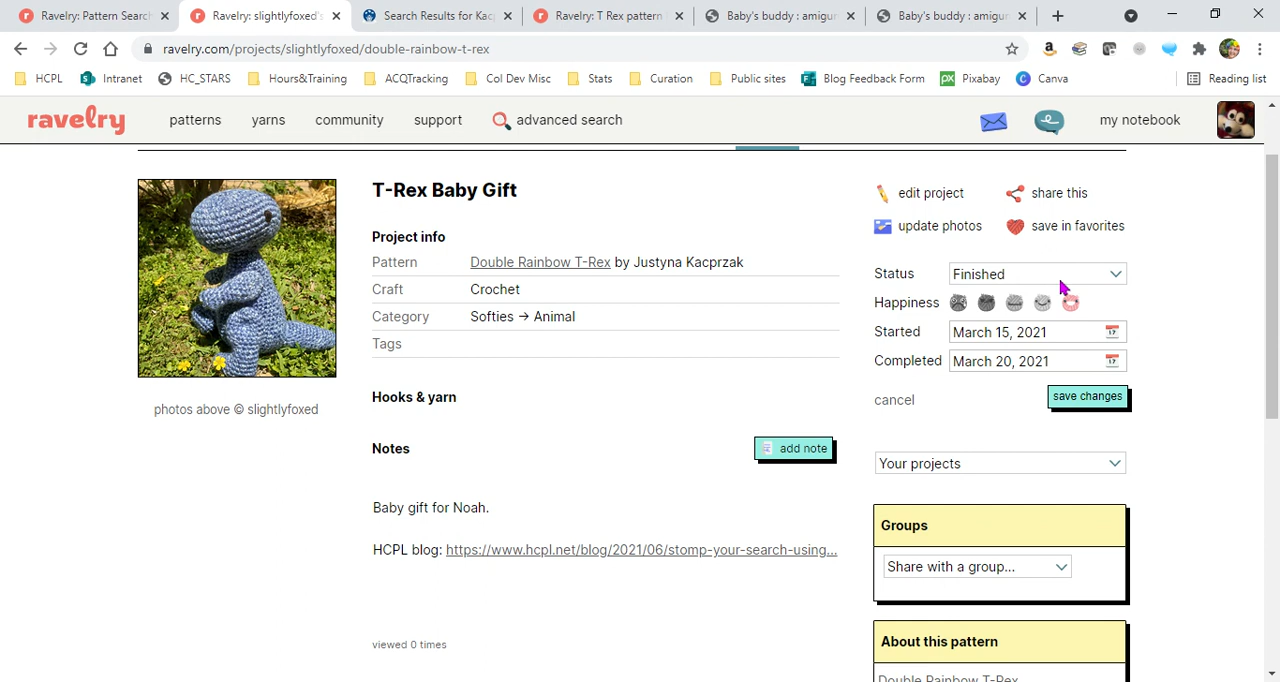 Ravelry: Pattern Search
Ravelry: slightlyfoxed's
Search Results for Kac
Ravelry: T Rex pattern
Baby's buddy : amigur
Baby's buddy : amigur
ravelry.com/projects/slightlyfoxed/double-rainbow-t-rex
HCPL Intranet HC_STARS Hours&Training ACQTracking Col Dev Misc Stats Curation Public sites Blog Feedback Form Pixabay Canva Reading list
ravelry patterns yarns community support advanced search my notebook
T-Rex Baby Gift
Project info
Pattern Double Rainbow T-Rex by Justyna Kacprzak
Craft Crochet
Category Softies → Animal
Tags
Hooks & yarn
Notes add note
Baby gift for Noah.
HCPL blog: https://www.hcpl.net/blog/2021/06/stomp-your-search-using...
viewed 0 times
photos above © slightlyfoxed
edit project share this
update photos save in favorites
Status Finished
Happiness
Started March 15, 2021
Completed March 20, 2021
cancel save changes
Your projects
Groups
Share with a group...
About this pattern
Double Rainbow T-Rex